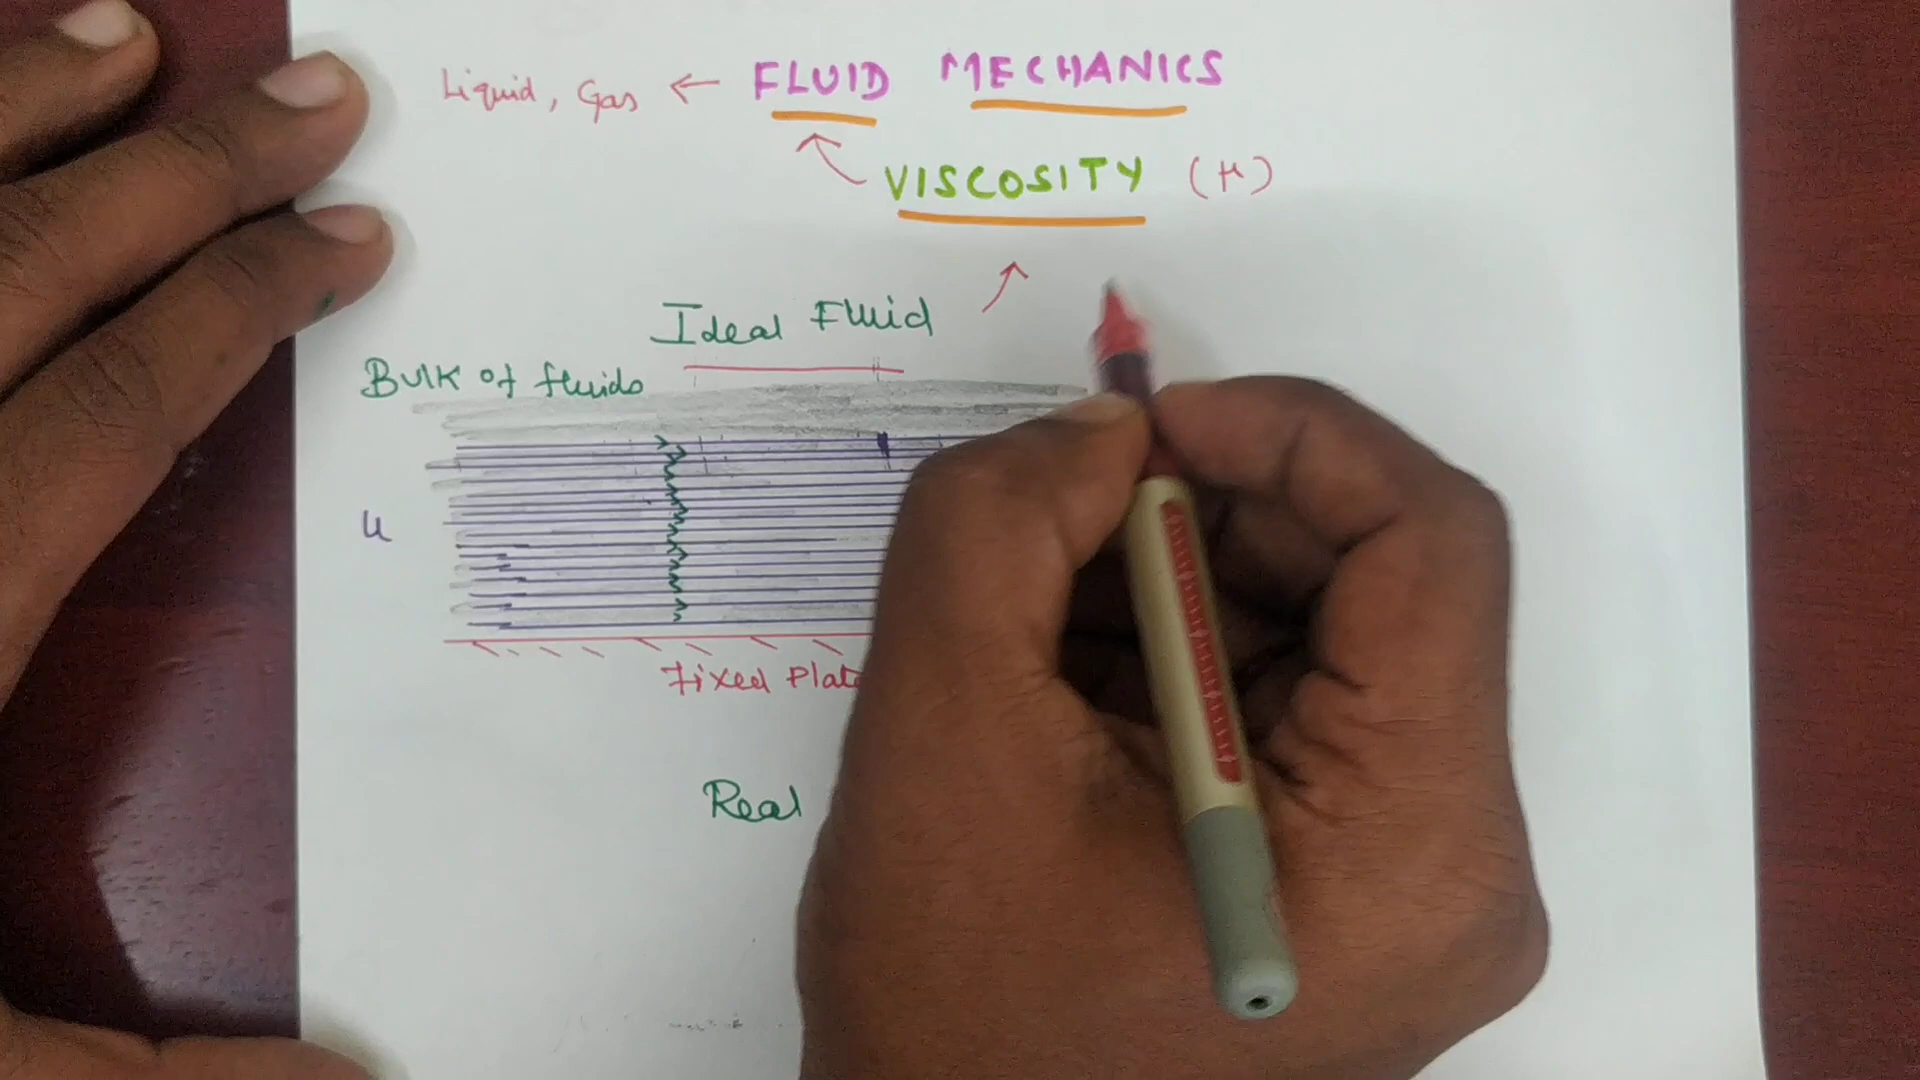 Liquid, Gas ← FLUID MECHANICS
VISCOSITY (μ)
Ideal Fluid
Bulk of fluids
u
Fixed Plat
Real